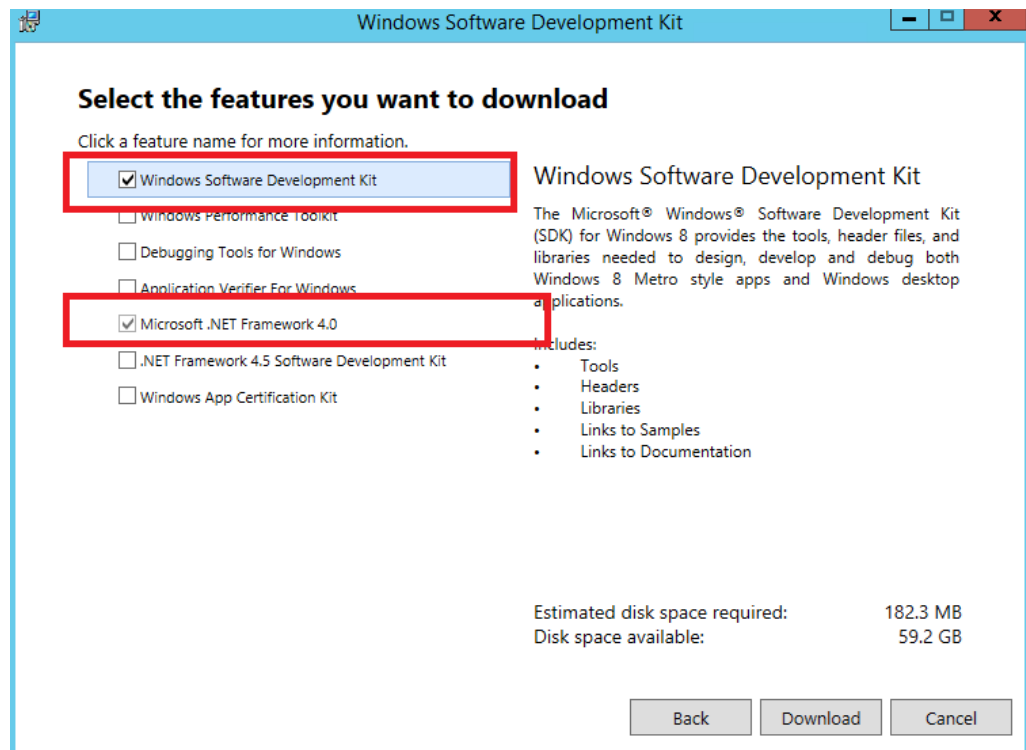 Windows Software Development Kit
Select the features you want to download
Click a feature name for more information.
Windows Software Development Kit
Windows Performance Toolkit
Debugging Tools for Windows
Application Verifier For Windows
Microsoft .NET Framework 4.0
.NET Framework 4.5 Software Development Kit
Windows App Certification Kit
Windows Software Development Kit
The Microsoft® Windows® Software Development Kit
(SDK) for Windows 8 provides the tools, header files, and
libraries needed to design, develop and debug both
Windows 8 Metro style apps and Windows desktop
applications.
Includes:
• Tools
• Headers
• Libraries
• Links to Samples
• Links to Documentation
Estimated disk space required: 182.3 MB
Disk space available: 59.2 GB
Back Download Cancel